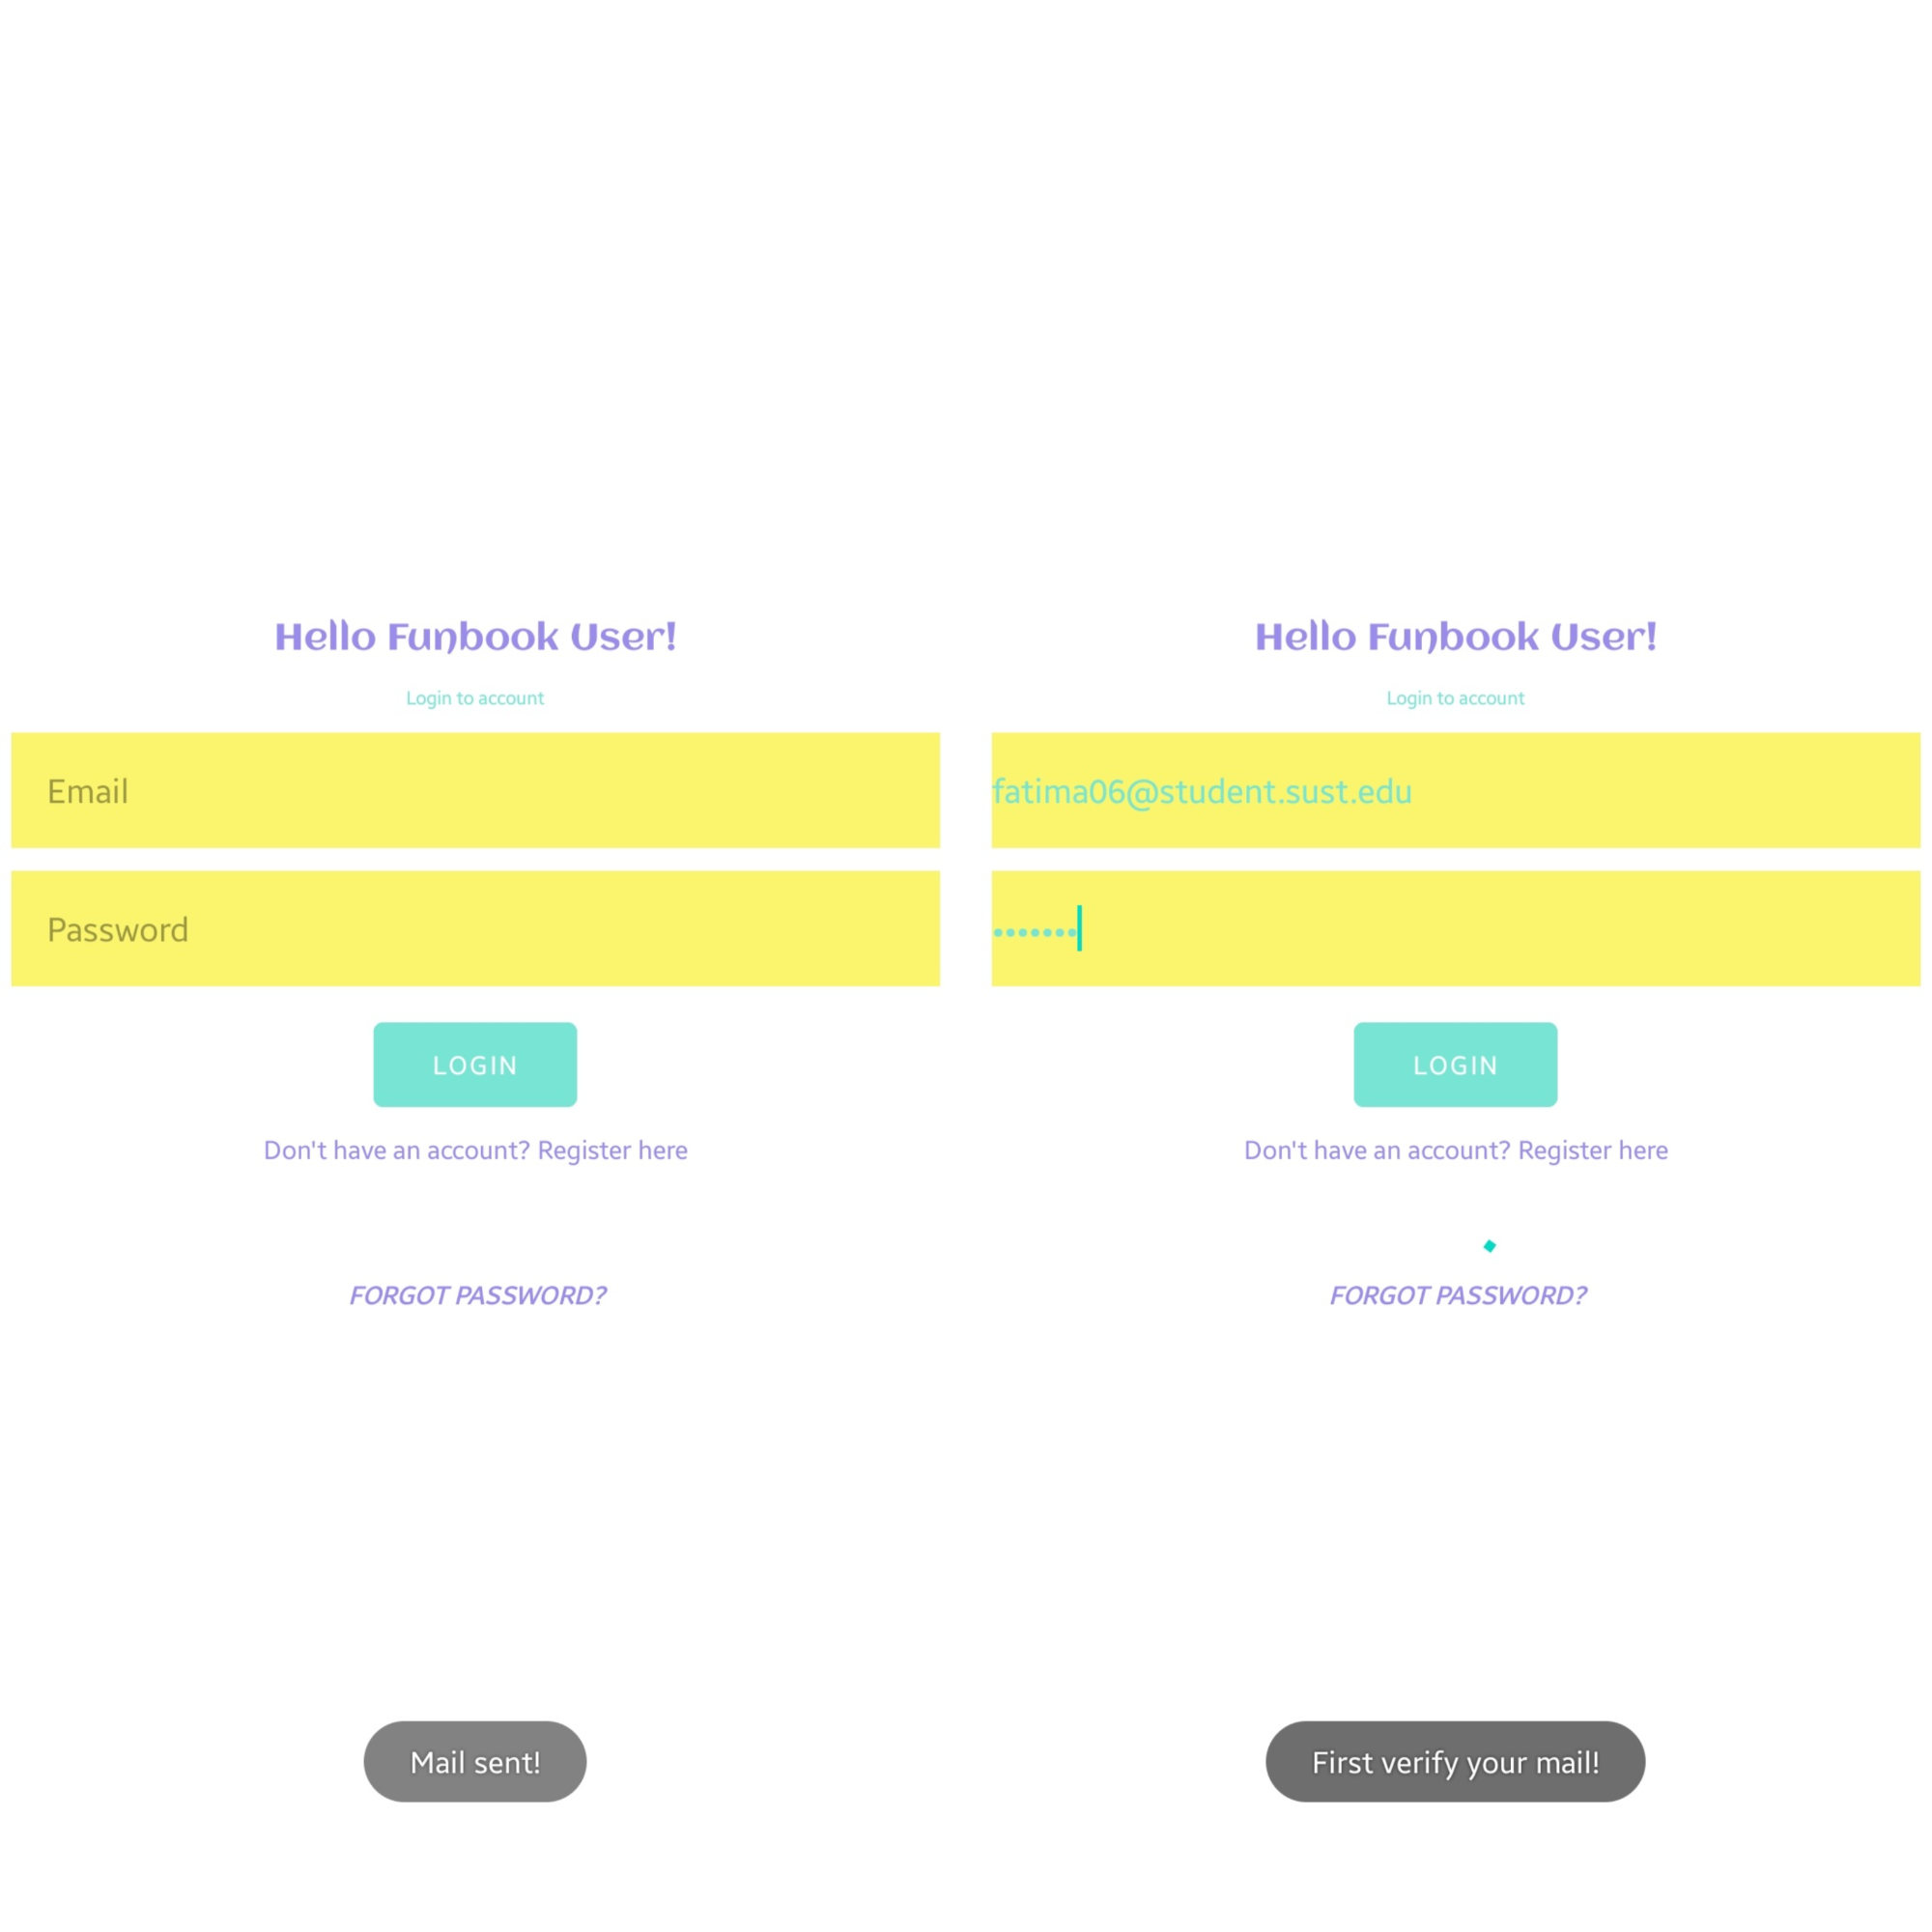 Hello Funbook User!
Login to account
Email
Password
LOGIN
Don't have an account? Register here
FORGOT PASSWORD?
Mail sent!
Hello Funbook User!
Login to account
fatima06@student.sust.edu
•••••••
LOGIN
Don't have an account? Register here
FORGOT PASSWORD?
First verify your mail!